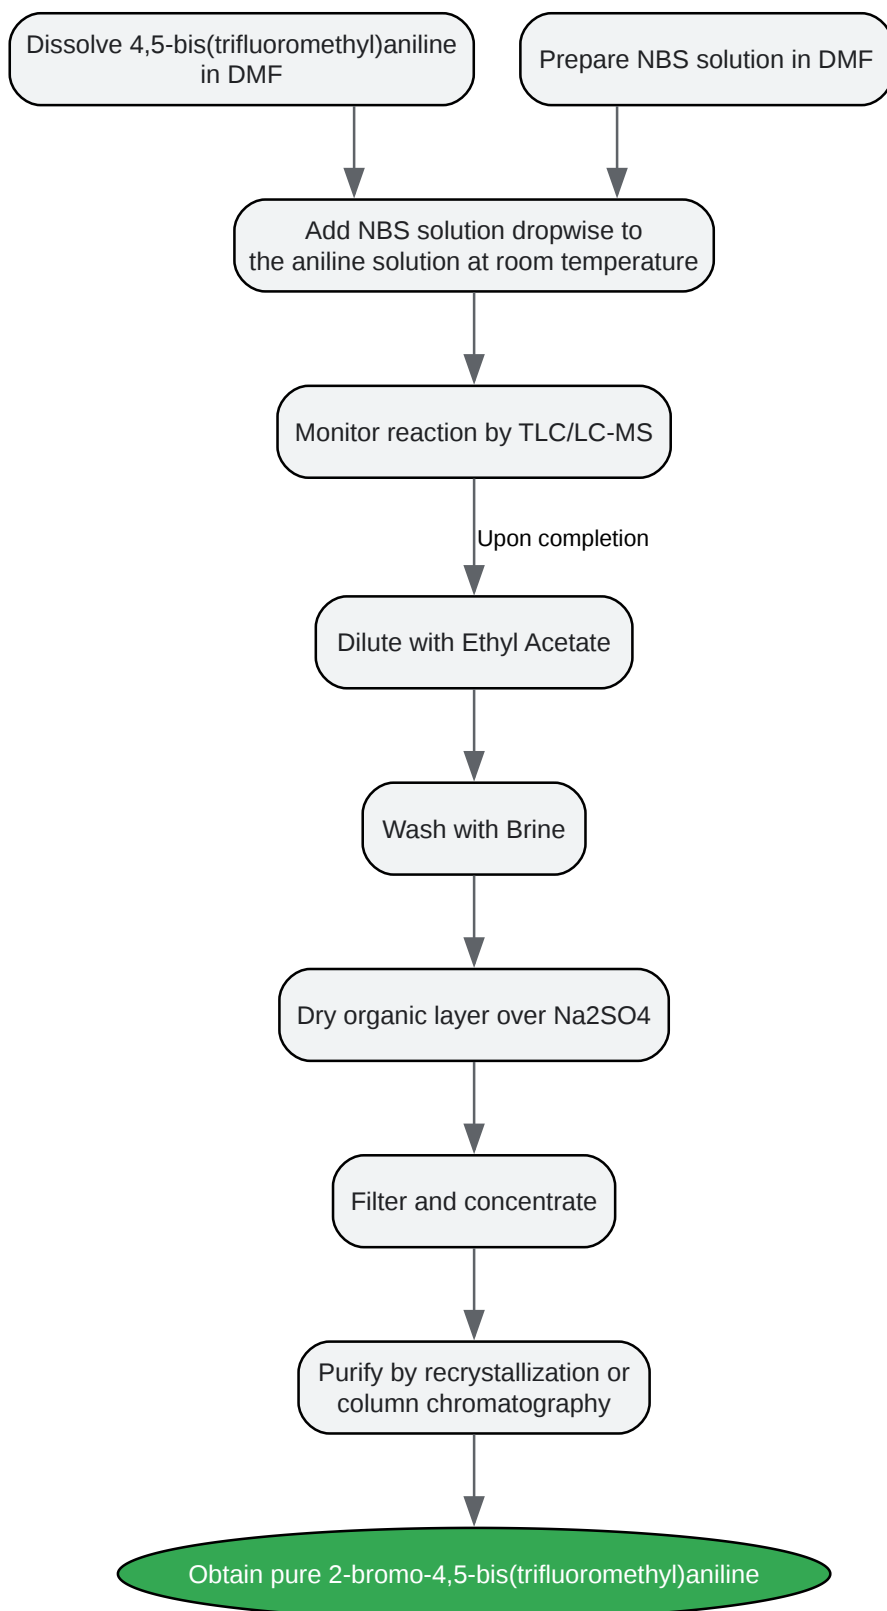 Dissolve 4,5-bis(trifluoromethyl)aniline
in DMF
Prepare NBS solution in DMF
Add NBS solution dropwise to
the aniline solution at room temperature
Monitor reaction by TLC/LC-MS
Upon completion
Dilute with Ethyl Acetate
Wash with Brine
Dry organic layer over Na2SO4
Filter and concentrate
Purify by recrystallization or
column chromatography
Obtain pure 2-bromo-4,5-bis(trifluoromethyl)aniline